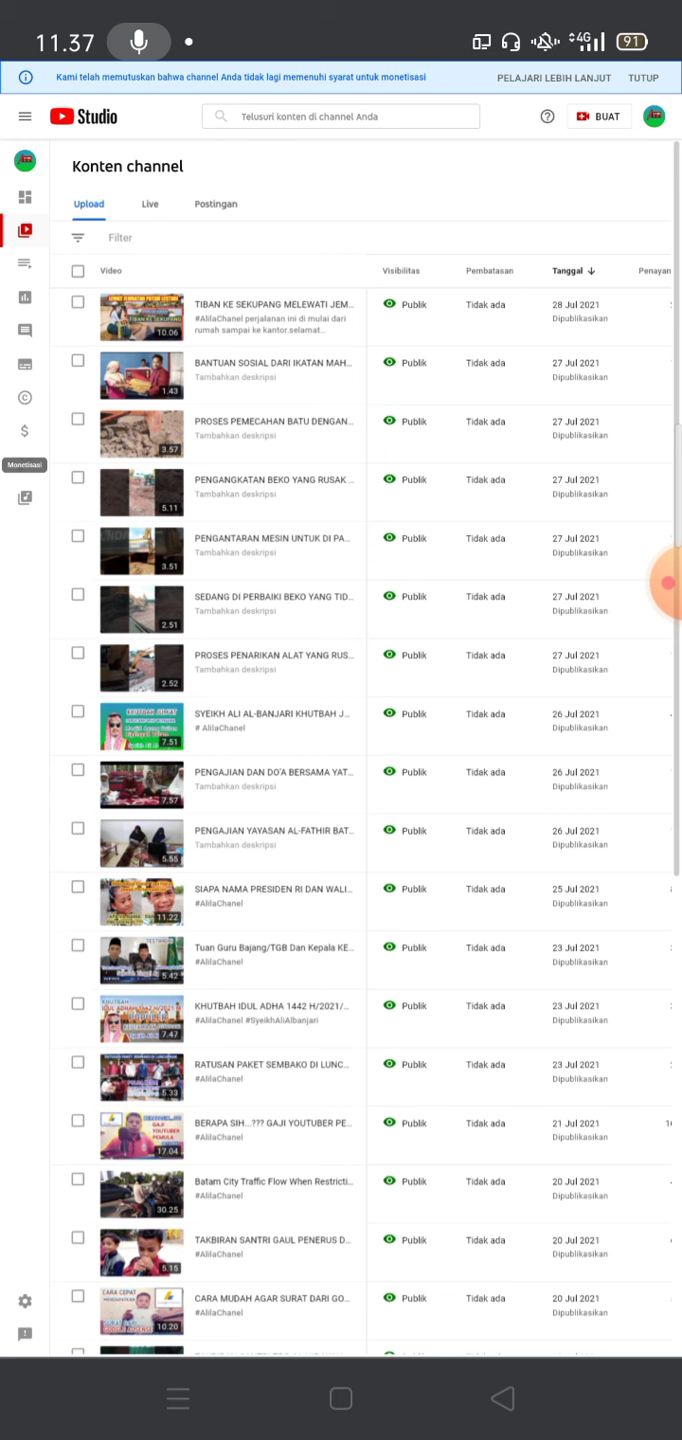 11.37
4G
91
Kami telah memutuskan bahwa channel Anda tidak lagi memenuhi syarat untuk monetisasi
PELAJARI LEBIH LANJUT
TUTUP
Studio
Telusuri konten di channel Anda
BUAT
Konten channel
Upload Live Postingan
Filter
Video Visibilitas Pembatasan Tanggal Penayan
TIBAN KE SEKUPANG MELEWATI JEM... Publik Tidak ada 28 Jul 2021
#AlilaChanel perjalanan ini di mulai dari Dipublikasikan
rumah sampai ke kantor.selamat...
10.06
BANTUAN SOSIAL DARI IKATAN MAH... Publik Tidak ada 27 Jul 2021
Tambahkan deskripsi Dipublikasikan
1.43
PROSES PEMECAHAN BATU DENGAN... Publik Tidak ada 27 Jul 2021
Tambahkan deskripsi Dipublikasikan
3.57
Monetisasi
PENGANGKATAN BEKO YANG RUSAK ... Publik Tidak ada 27 Jul 2021
Tambahkan deskripsi Dipublikasikan
5.11
PENGANTARAN MESIN UNTUK DI PA... Publik Tidak ada 27 Jul 2021
Tambahkan deskripsi Dipublikasikan
3.51
SEDANG DI PERBAIKI BEKO YANG TID... Publik Tidak ada 27 Jul 2021
Tambahkan deskripsi Dipublikasikan
2.51
PROSES PENARIKAN ALAT YANG RUS... Publik Tidak ada 27 Jul 2021
Tambahkan deskripsi Dipublikasikan
2.52
SYEIKH ALI AL-BANJARI KHUTBAH J... Publik Tidak ada 26 Jul 2021
# AlilaChanel Dipublikasikan
KHUTBAH JUM'AT
7.51
PENGAJIAN DAN DO'A BERSAMA YAT... Publik Tidak ada 26 Jul 2021
Tambahkan deskripsi Dipublikasikan
7.57
PENGAJIAN YAYASAN AL-FATHIR BAT... Publik Tidak ada 26 Jul 2021
Tambahkan deskripsi Dipublikasikan
5.55
SIAPA NAMA PRESIDEN RI DAN WALI... Publik Tidak ada 25 Jul 2021
#AlilaChanel Dipublikasikan
11.22
Tuan Guru Bajang/TGB Dan Kepala KE... Publik Tidak ada 23 Jul 2021
#AlilaChanel Dipublikasikan
5.42
KHUTBAH IDUL ADHA 1442 H/2021/... Publik Tidak ada 23 Jul 2021
#AlilaChanel #SyeikhAliAlbanjari Dipublikasikan
KHUTBAH
7.47
RATUSAN PAKET SEMBAKO DI LUNC... Publik Tidak ada 23 Jul 2021
#AlilaChanel Dipublikasikan
5.33
BERAPA SIH...??? GAJI YOUTUBER PE... Publik Tidak ada 21 Jul 2021
#AlilaChanel Dipublikasikan
GAJI
YOUTUBER
PEMULA
17.04
Batam City Traffic Flow When Restricti... Publik Tidak ada 20 Jul 2021
#AlilaChanel Dipublikasikan
30.25
TAKBIRAN SANTRI GAUL PENERUS D... Publik Tidak ada 20 Jul 2021
#AlilaChanel Dipublikasikan
5.15
CARA MUDAH AGAR SURAT DARI GO... Publik Tidak ada 20 Jul 2021
#AlilaChanel Dipublikasikan
CARA CEPAT
10.20